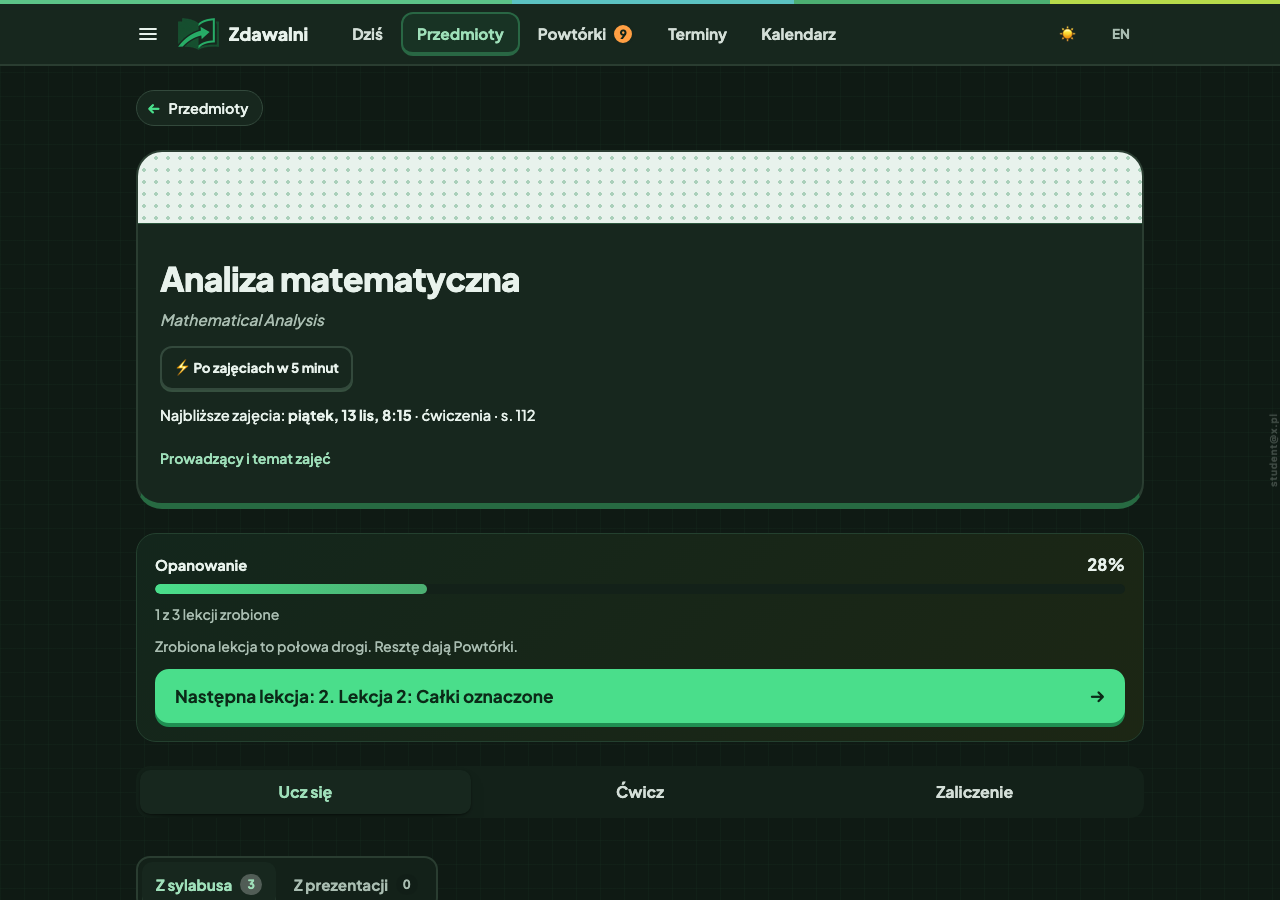 Zdawalni
Dziś
Przedmioty
Powtórki 9
Terminy
Kalendarz
EN
← Przedmioty
Analiza matematyczna
Mathematical Analysis
⚡ Po zajęciach w 5 minut
Najbliższe zajęcia: piątek, 13 lis, 8:15 · ćwiczenia · s. 112
Prowadzący i temat zajęć
student@x.pl
Opanowanie 28%
1 z 3 lekcji zrobione
Zrobiona lekcja to połowa drogi. Resztę dają Powtórki.
Następna lekcja: 2. Lekcja 2: Całki oznaczone →
Ucz się
Ćwicz
Zaliczenie
Z sylabusa 3
Z prezentacji 0